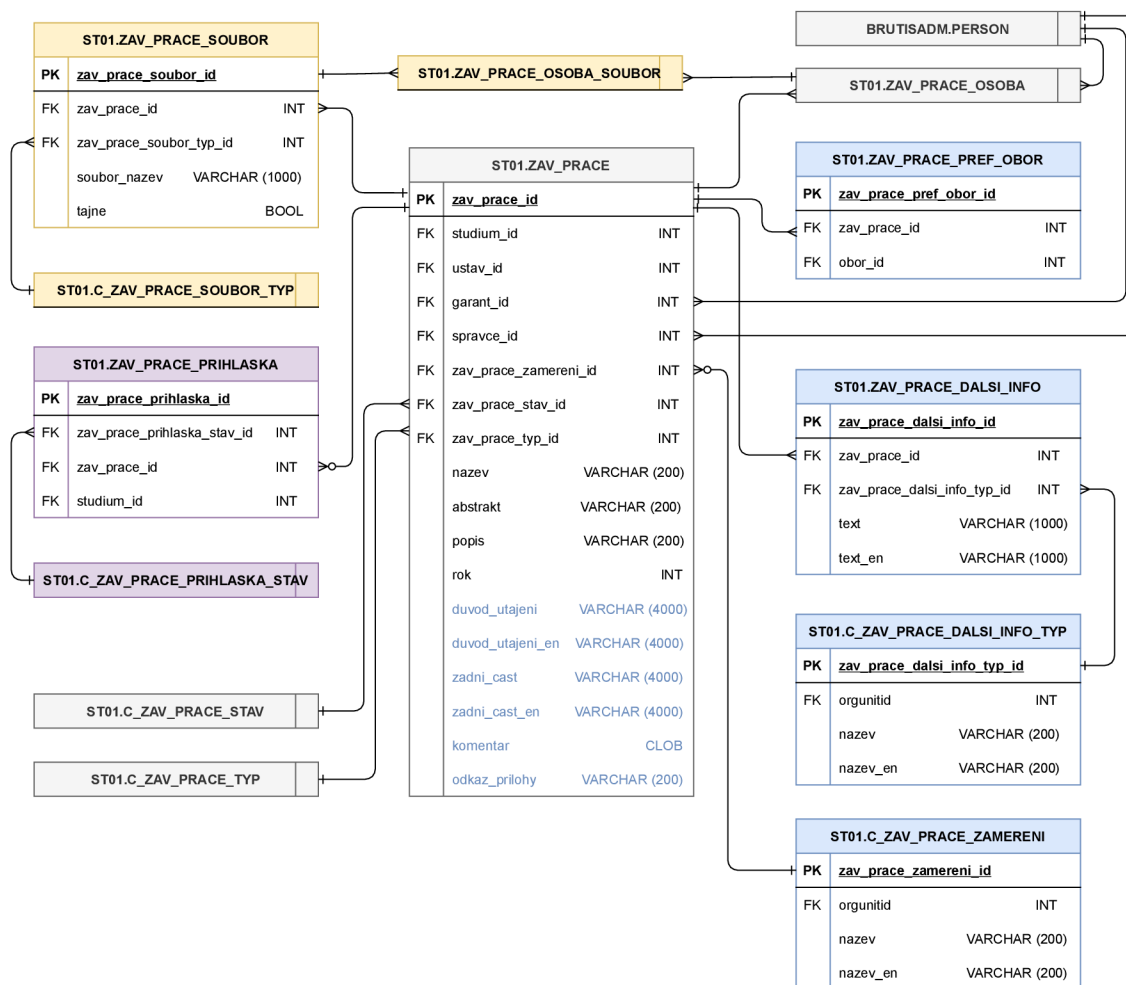 ST01.ZAV_PRACE_SOUBOR
PK zav_prace_soubor_id
FK zav_prace_id INT
FK zav_prace_soubor_typ_id INT
soubor_nazev VARCHAR (1000)
tajne BOOL
ST01.C_ZAV_PRACE_SOUBOR_TYP
ST01.ZAV_PRACE_PRIHLASKA
PK zav_prace_prihlaska_id
FK zav_prace_prihlaska_stav_id INT
FK zav_prace_id INT
FK studium_id INT
ST01.C_ZAV_PRACE_PRIHLASKA_STAV
ST01.C_ZAV_PRACE_STAV
ST01.C_ZAV_PRACE_TYP
ST01.ZAV_PRACE_OSOBA_SOUBOR
ST01.ZAV_PRACE
PK zav_prace_id
FK studium_id INT
FK ustav_id INT
FK garant_id INT
FK spravce_id INT
FK zav_prace_zamereni_id INT
FK zav_prace_stav_id INT
FK zav_prace_typ_id INT
nazev VARCHAR (200)
abstrakt VARCHAR (200)
popis VARCHAR (200)
rok INT
duvod_utajeni VARCHAR (4000)
duvod_utajeni_en VARCHAR (4000)
zadni_cast VARCHAR (4000)
zadni_cast_en VARCHAR (4000)
komentar CLOB
odkaz_prilohy VARCHAR (200)
BRUTISADM.PERSON
ST01.ZAV_PRACE_OSOBA
ST01.ZAV_PRACE_PREF_OBOR
PK zav_prace_pref_obor_id
FK zav_prace_id INT
FK obor_id INT
ST01.ZAV_PRACE_DALSI_INFO
PK zav_prace_dalsi_info_id
FK zav_prace_id INT
FK zav_prace_dalsi_info_typ_id INT
text VARCHAR (1000)
text_en VARCHAR (1000)
ST01.C_ZAV_PRACE_DALSI_INFO_TYP
PK zav_prace_dalsi_info_typ_id
FK orgunitid INT
nazev VARCHAR (200)
nazev_en VARCHAR (200)
ST01.C_ZAV_PRACE_ZAMERENI
PK zav_prace_zamereni_id
FK orgunitid INT
nazev VARCHAR (200)
nazev_en VARCHAR (200)